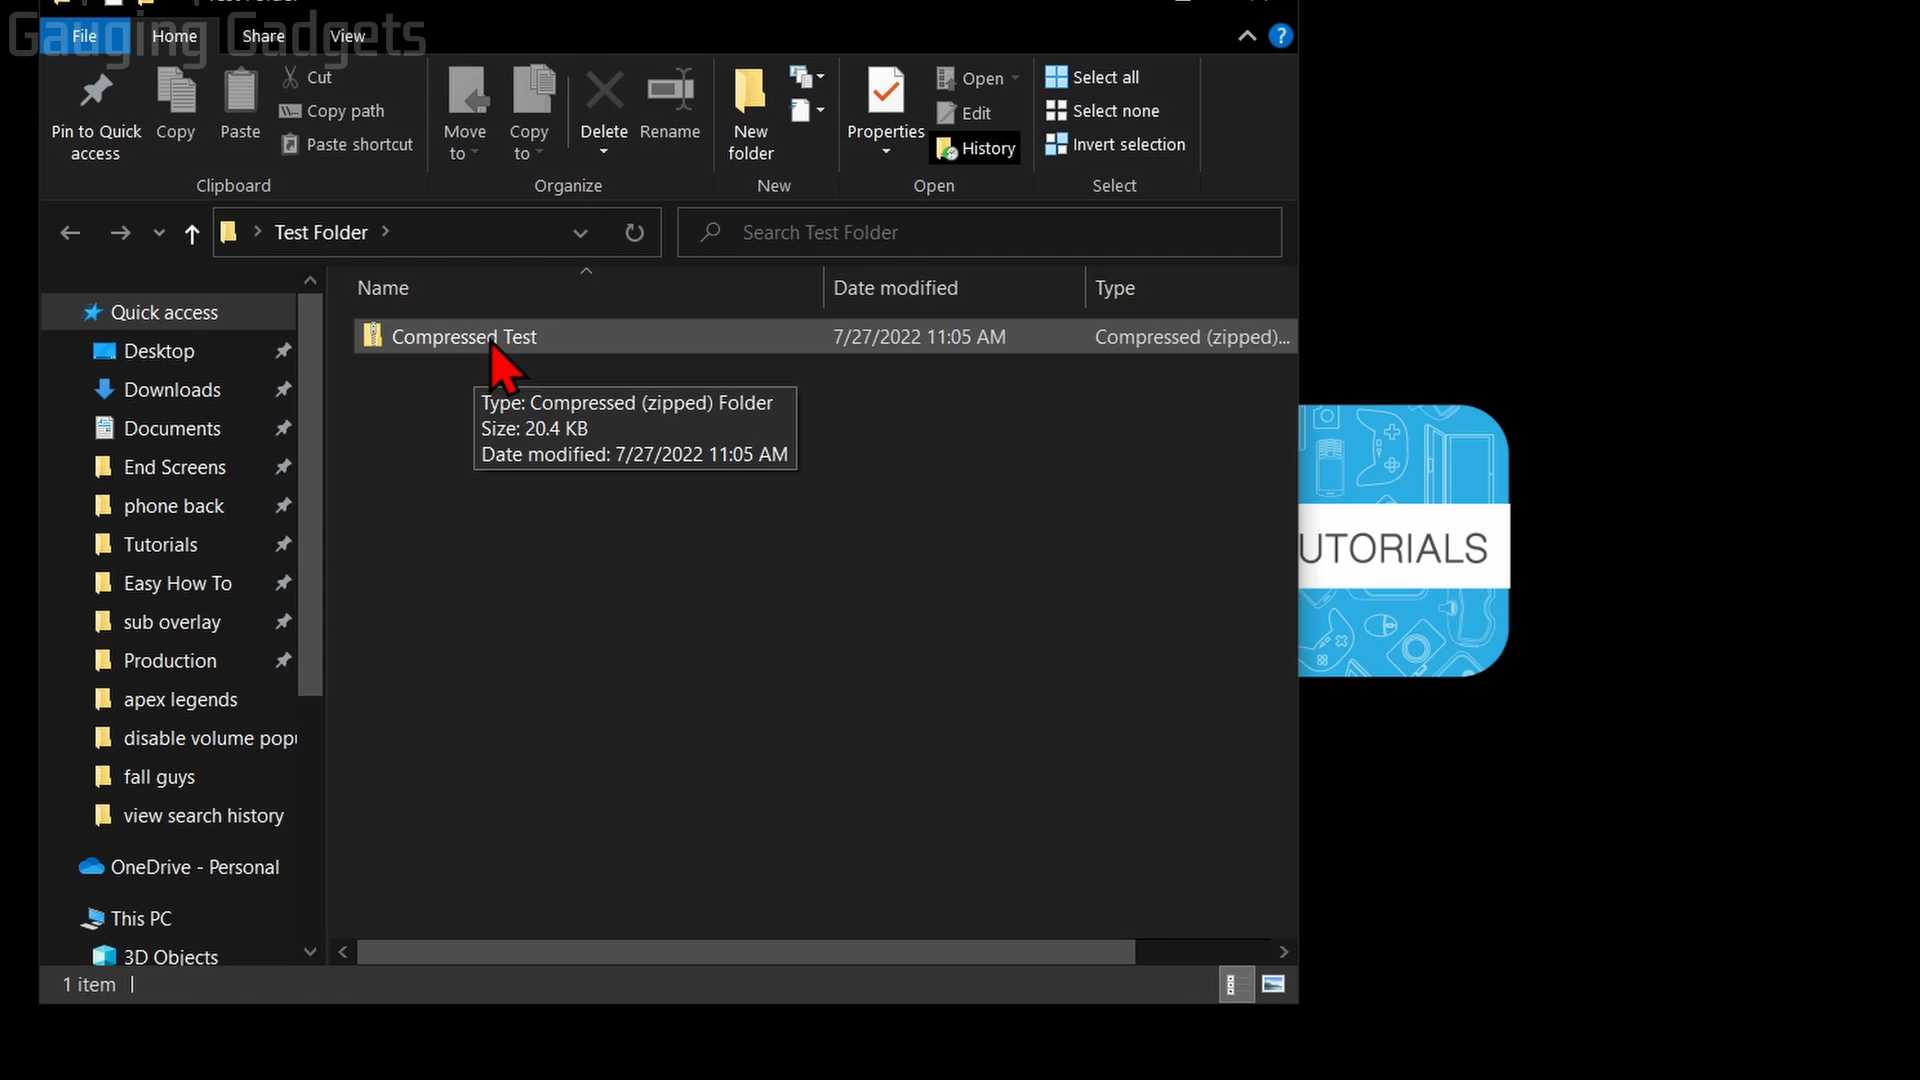 Test Folder
Gauging Gadgets
File Home Share View
Pin to Quick access
Copy
Paste
Cut
Copy path
Paste shortcut
Clipboard
Move to
Copy to
Delete
Rename
Organize
New folder
New
Properties
Open
Edit
History
Open
Select all
Select none
Invert selection
Select
Test Folder
Search Test Folder
Name Date modified Type
Compressed Test 7/27/2022 11:05 AM Compressed (zipped)...
Type: Compressed (zipped) Folder
Size: 20.4 KB
Date modified: 7/27/2022 11:05 AM
Quick access
Desktop
Downloads
Documents
End Screens
phone back
Tutorials
Easy How To
sub overlay
Production
apex legends
disable volume popu
fall guys
view search history
OneDrive - Personal
This PC
3D Objects
1 item
UTORIALS